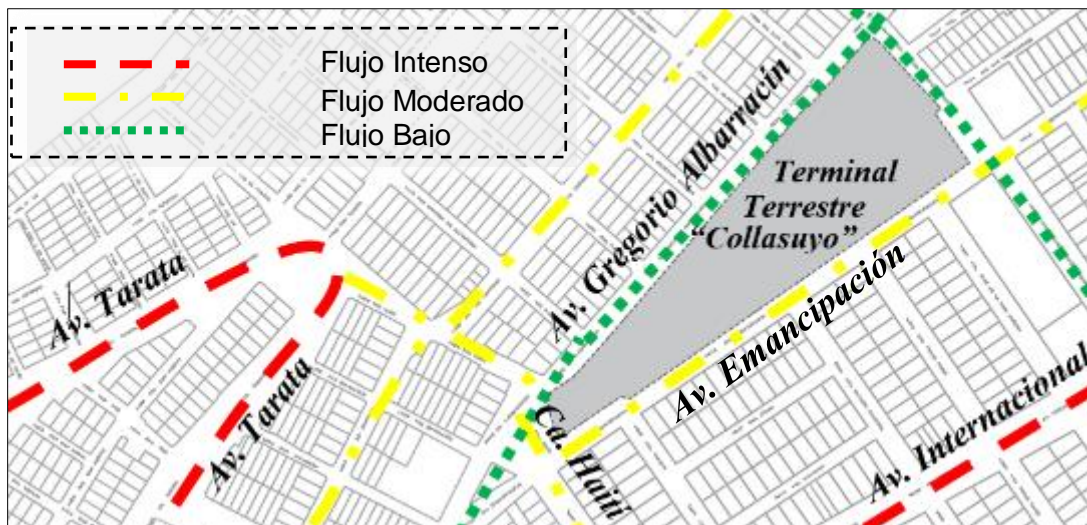 Flujo Intenso
Flujo Moderado
Flujo Bajo
Av. Gregorio Albarracín
Terminal
Terrestre
“Collasuyo”
Av. Tarata
Av. Tarata
Av. Emancipación
Ca. Haití
Av. Internacional